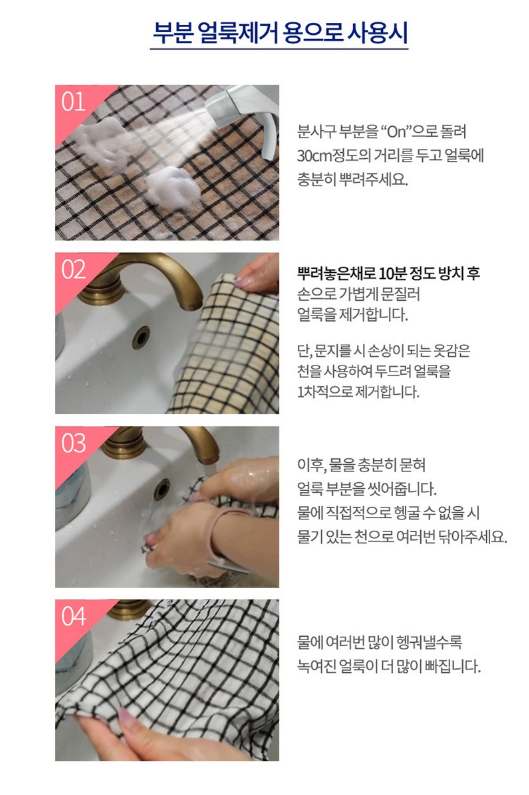 부분 얼룩제거 용으로 사용시
01
분사구 부분을 “On”으로 돌려
30cm정도의 거리를 두고 얼룩에
충분히 뿌려주세요.
02
뿌려놓은채로 10분 정도 방치 후
손으로 가볍게 문질러
얼룩을 제거합니다.
단, 문지를 시 손상이 되는 옷감은
천을 사용하여 두드려 얼룩을
1차적으로 제거합니다.
03
이후, 물을 충분히 묻혀
얼룩 부분을 씻어줍니다.
물에 직접적으로 헹굴 수 없을 시
물기 있는 천으로 여러번 닦아주세요.
04
물에 여러번 많이 헹궈낼수록
녹여진 얼룩이 더 많이 빠집니다.